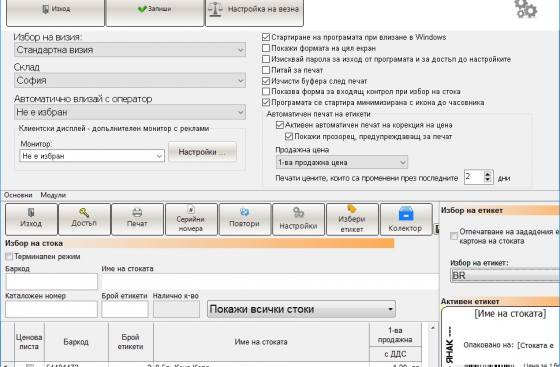 Изход
Запиши
Настройка на везна
Избор на визия:
Стандартна визия
Склад
София
Автоматично влизай с оператор
Не е избран
Клиентски дисплей - допълнителен монитор с реклами
Монитор:
Не е избран
Настройки ...
Стартиране на програмата при влизане в Windows
Покажи формата на цял екран
Изисквай парола за изход от програмата и за достъп до настройките
Питай за печат
Изчисти буфера след печат
Показва форма за входящ контрол при избор на стока
Програмата се стартира минимизирана с икона до часовника
Автоматичен печат на етикети
Активен автоматичен печат на корекция на цена
Покажи прозорец, предупреждаващ за печат
Продажна цена
1-ва продажна цена
Печати цените, които са променени през последните 2 дни
Основни Модули
Изход
Достъп
Печат
Серийни номера
Повтори
Настройки
Избери етикет
Колектор
Избор на стока
Терминален режим
Баркод
Име на стоката
Каталожен номер
Брой етикети
Налично к-во
Покажи всички стоки
Ценова листа
Баркод
Брой етикети
Име на стоката
1-ва продажна
с ДДС
Избор на етикет
Отпечатване на зададения е
картона на стоката
Избор на етикет:
BR
Активен етикет
[Име на стоката]
Опаковано на: [Стоката е